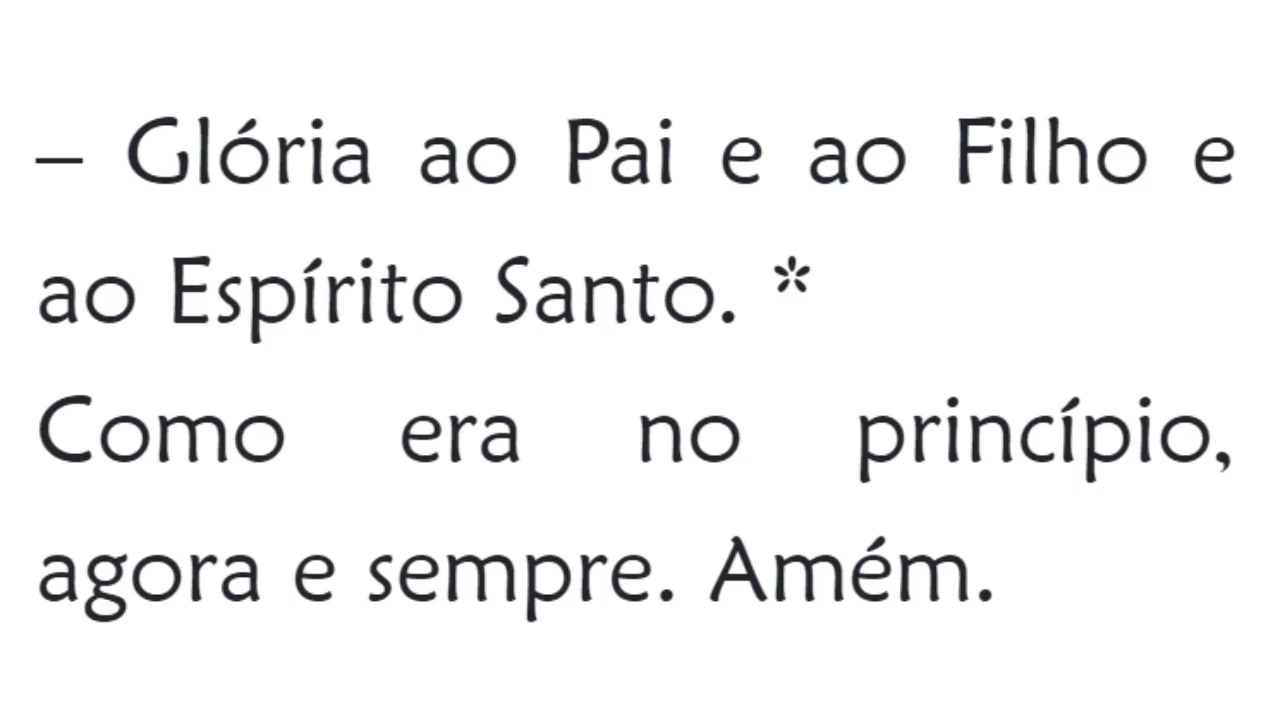 – Glória ao Pai e ao Filho e
ao Espírito Santo. *
Como era no princípio,
agora e sempre. Amém.